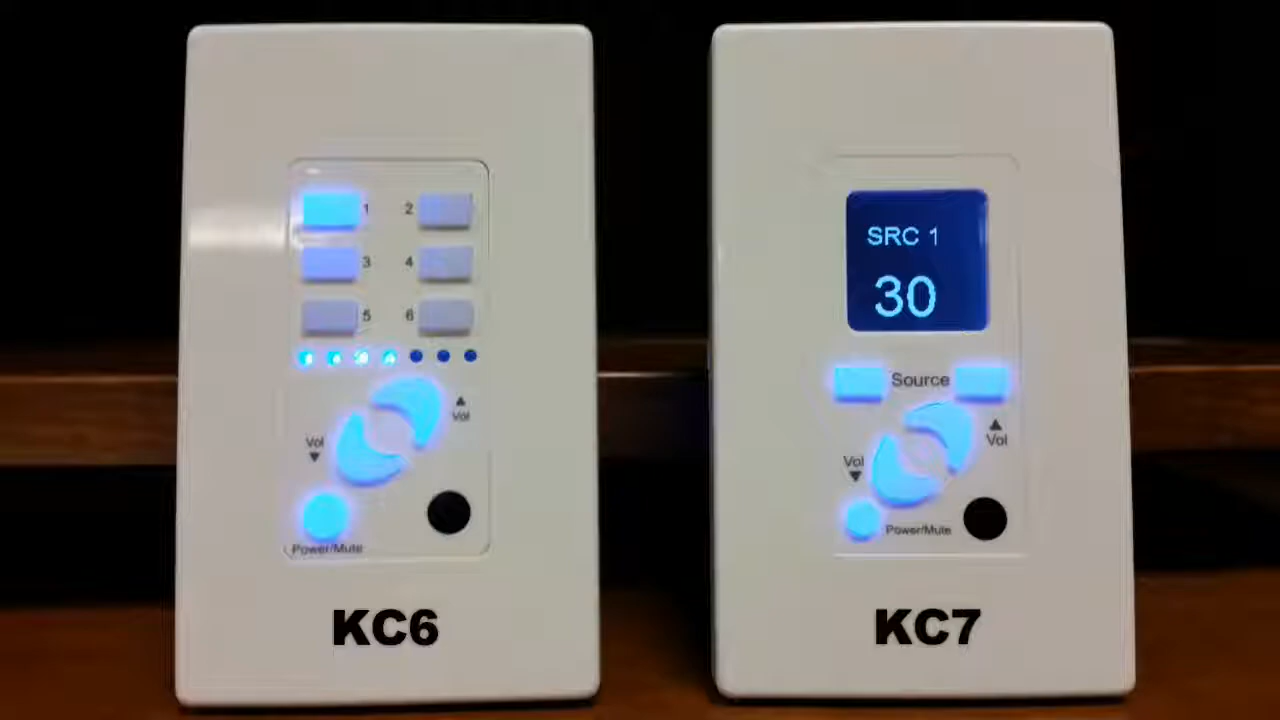 1 2
3 4
5 6
▲
Vol
Vol
▼
Power/Mute
KC6
SRC 1
30
Source
▲
Vol
Vol
▼
Power/Mute
KC7